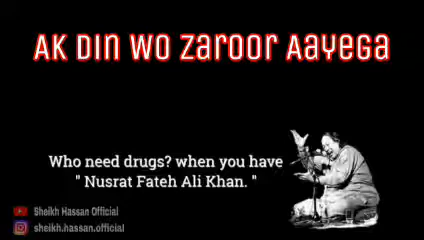 Ak Din Wo Zaroor Aayega
Who need drugs? when you have
" Nusrat Fateh Ali Khan. "
Sheikh Hassan Official
sheikh.hassan.official